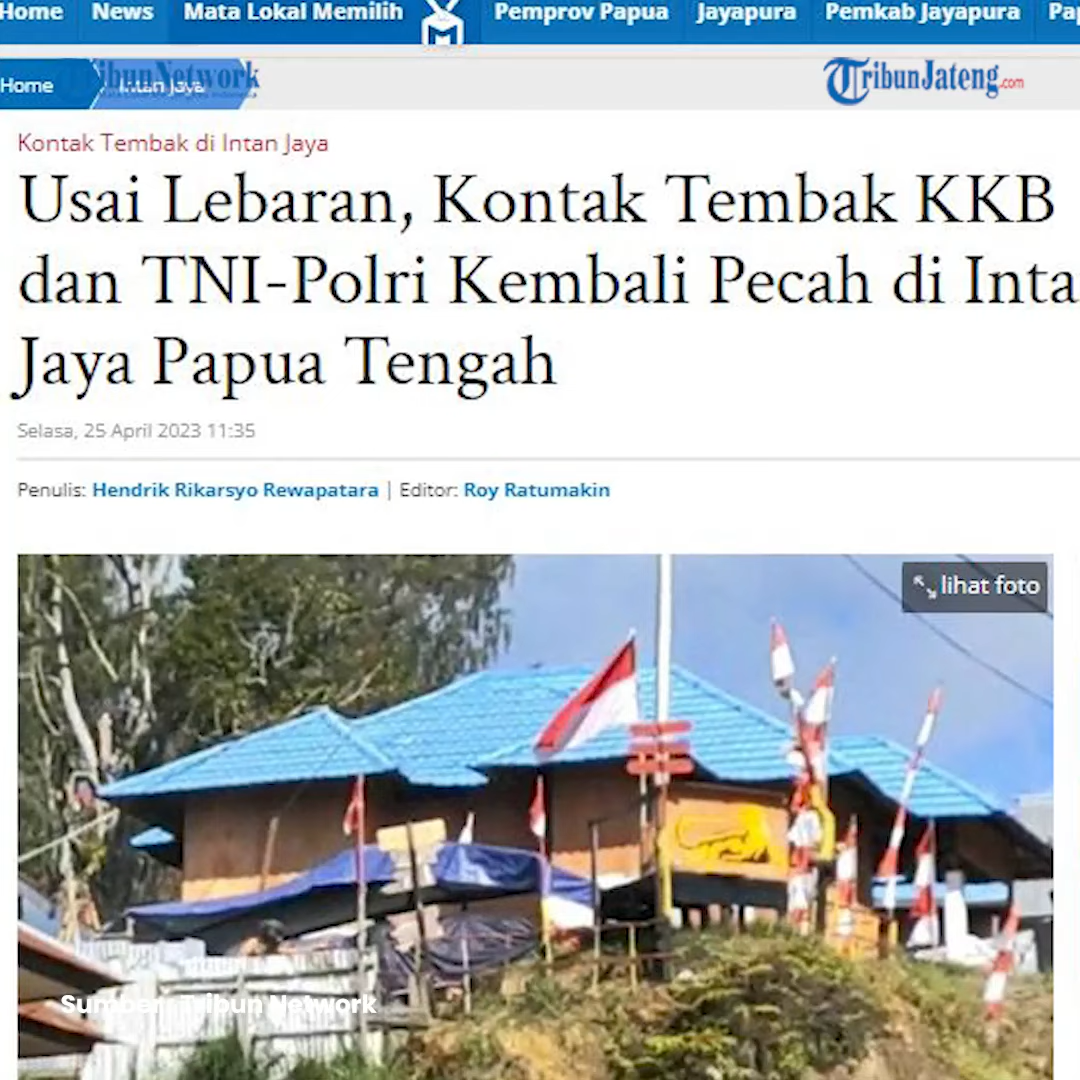 Home News Mata Lokal Memilih M Pemprov Papua Jayapura Pemkab Jayapura
Home Intan Jaya
TribunNetwork
TribunJateng.com
Kontak Tembak di Intan Jaya
Usai Lebaran, Kontak Tembak KKB
dan TNI-Polri Kembali Pecah di Inta
Jaya Papua Tengah
Selasa, 25 April 2023 11:35
Penulis: Hendrik Rikarsyo Rewapatara | Editor: Roy Ratumakin
lihat foto
Sumber: Tribun Network